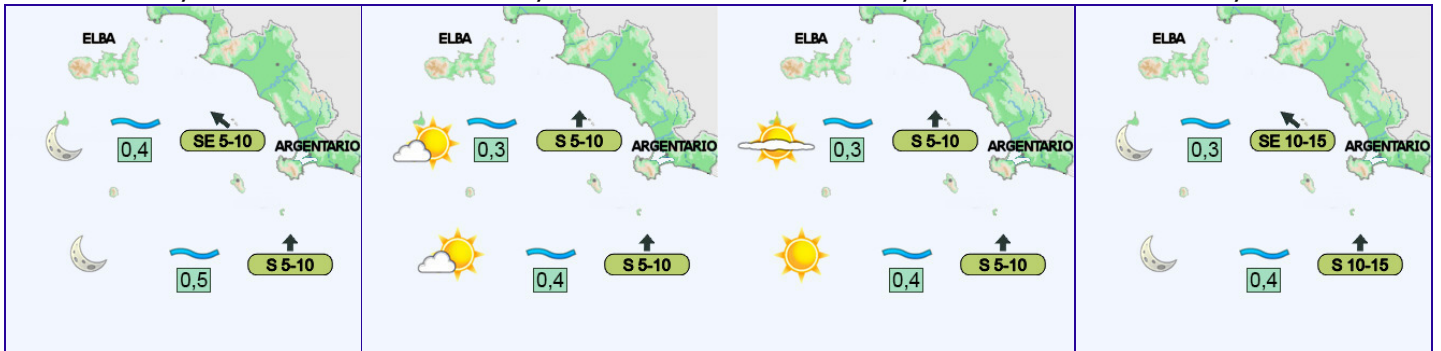 ELBA
0,4
SE 5-10
ARGENTARIO
0,5
S 5-10
ELBA
0,3
S 5-10
ARGENTARIO
0,4
S 5-10
ELBA
0,3
S 5-10
ARGENTARIO
0,4
S 5-10
ELBA
0,3
SE 10-15
ARGENTARIO
0,4
S 10-15